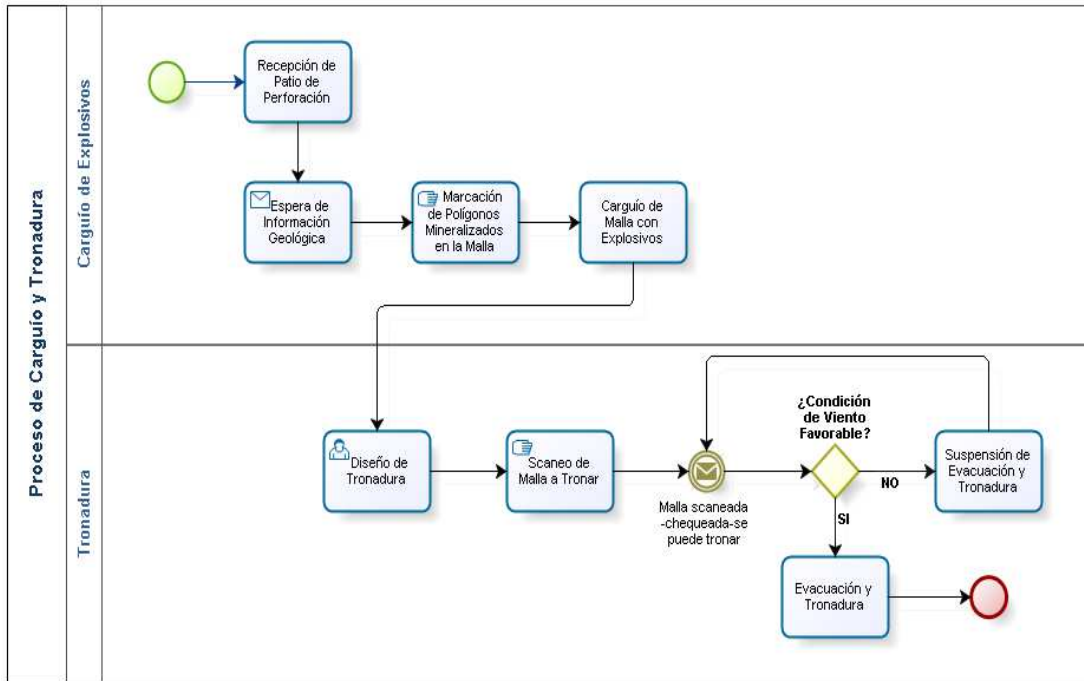 Proceso de Carguío y Tronadura
Carguío de Explosivos
Recepción de
Patio de
Perforación
Espera de
Información
Geológica
Marcación
de Polígonos
Mineralizados
en la Malla
Carguío de
Malla con
Explosivos
Tronadura
Diseño de
Tronadura
Scaneo de
Malla a Tronar
Malla scaneada
-chequeada-se
puede tronar
¿Condición
de Viento
Favorable?
NO
Suspensión de
Evacuación y
Tronadura
SI
Evacuación y
Tronadura